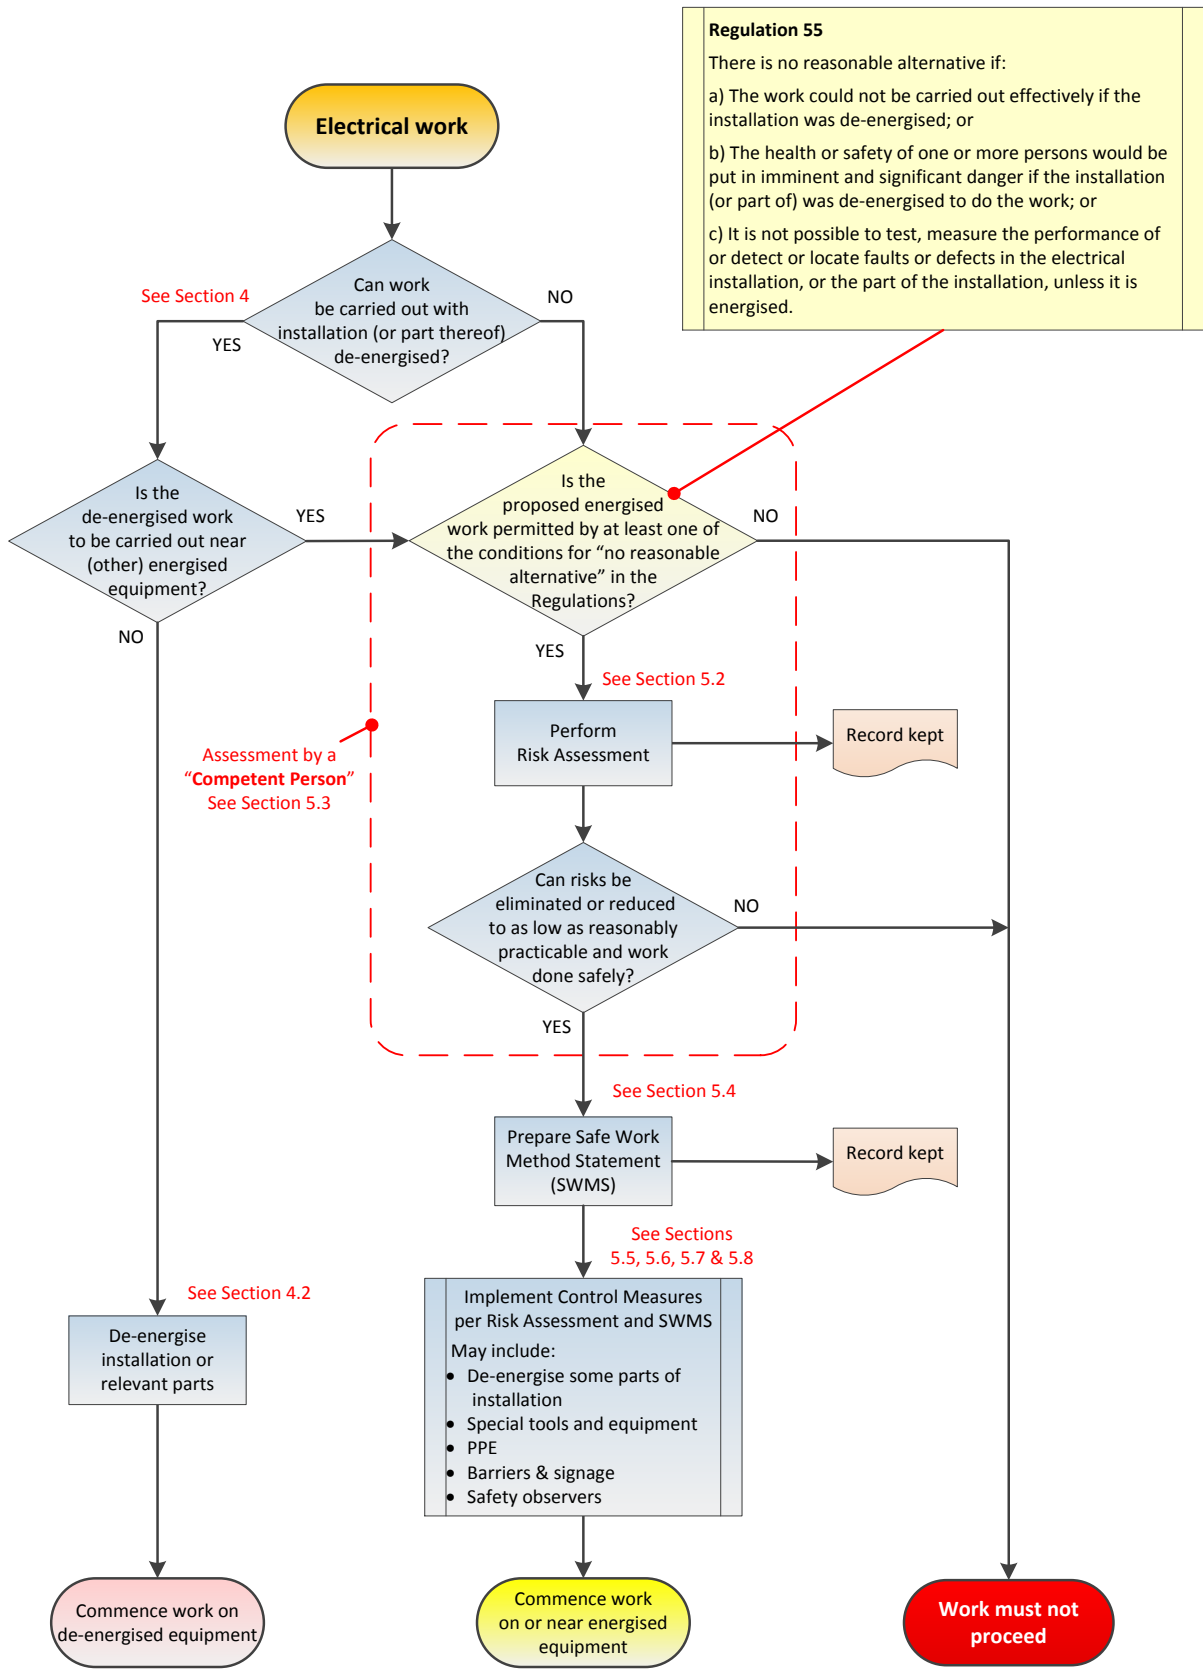 Regulation 55
There is no reasonable alternative if:
a) The work could not be carried out effectively if the
installation was de-energised; or
b) The health or safety of one or more persons would be
put in imminent and significant danger if the installation
(or part of) was de-energised to do the work; or
c) It is not possible to test, measure the performance of
or detect or locate faults or defects in the electrical
installation, or the part of the installation, unless it is
energised.
Electrical work
Can work
be carried out with
installation (or part thereof)
de-energised?
See Section 4
YES
NO
Is the
de-energised work
to be carried out near
(other) energised
equipment?
YES
NO
Is the
proposed energised
work permitted by at least one of
the conditions for “no reasonable
alternative” in the
Regulations?
NO
YES
See Section 5.2
Perform
Risk Assessment
Record kept
Assessment by a
“Competent Person”
See Section 5.3
Can risks be
eliminated or reduced
to as low as reasonably
practicable and work
done safely?
NO
YES
See Section 5.4
Prepare Safe Work
Method Statement
(SWMS)
Record kept
See Sections
5.5, 5.6, 5.7 & 5.8
See Section 4.2
De-energise
installation or
relevant parts
Implement Control Measures
per Risk Assessment and SWMS
May include:
• De-energise some parts of
installation
• Special tools and equipment
• PPE
• Barriers & signage
• Safety observers
Commence work on
de-energised equipment
Commence work
on or near energised
equipment
Work must not
proceed